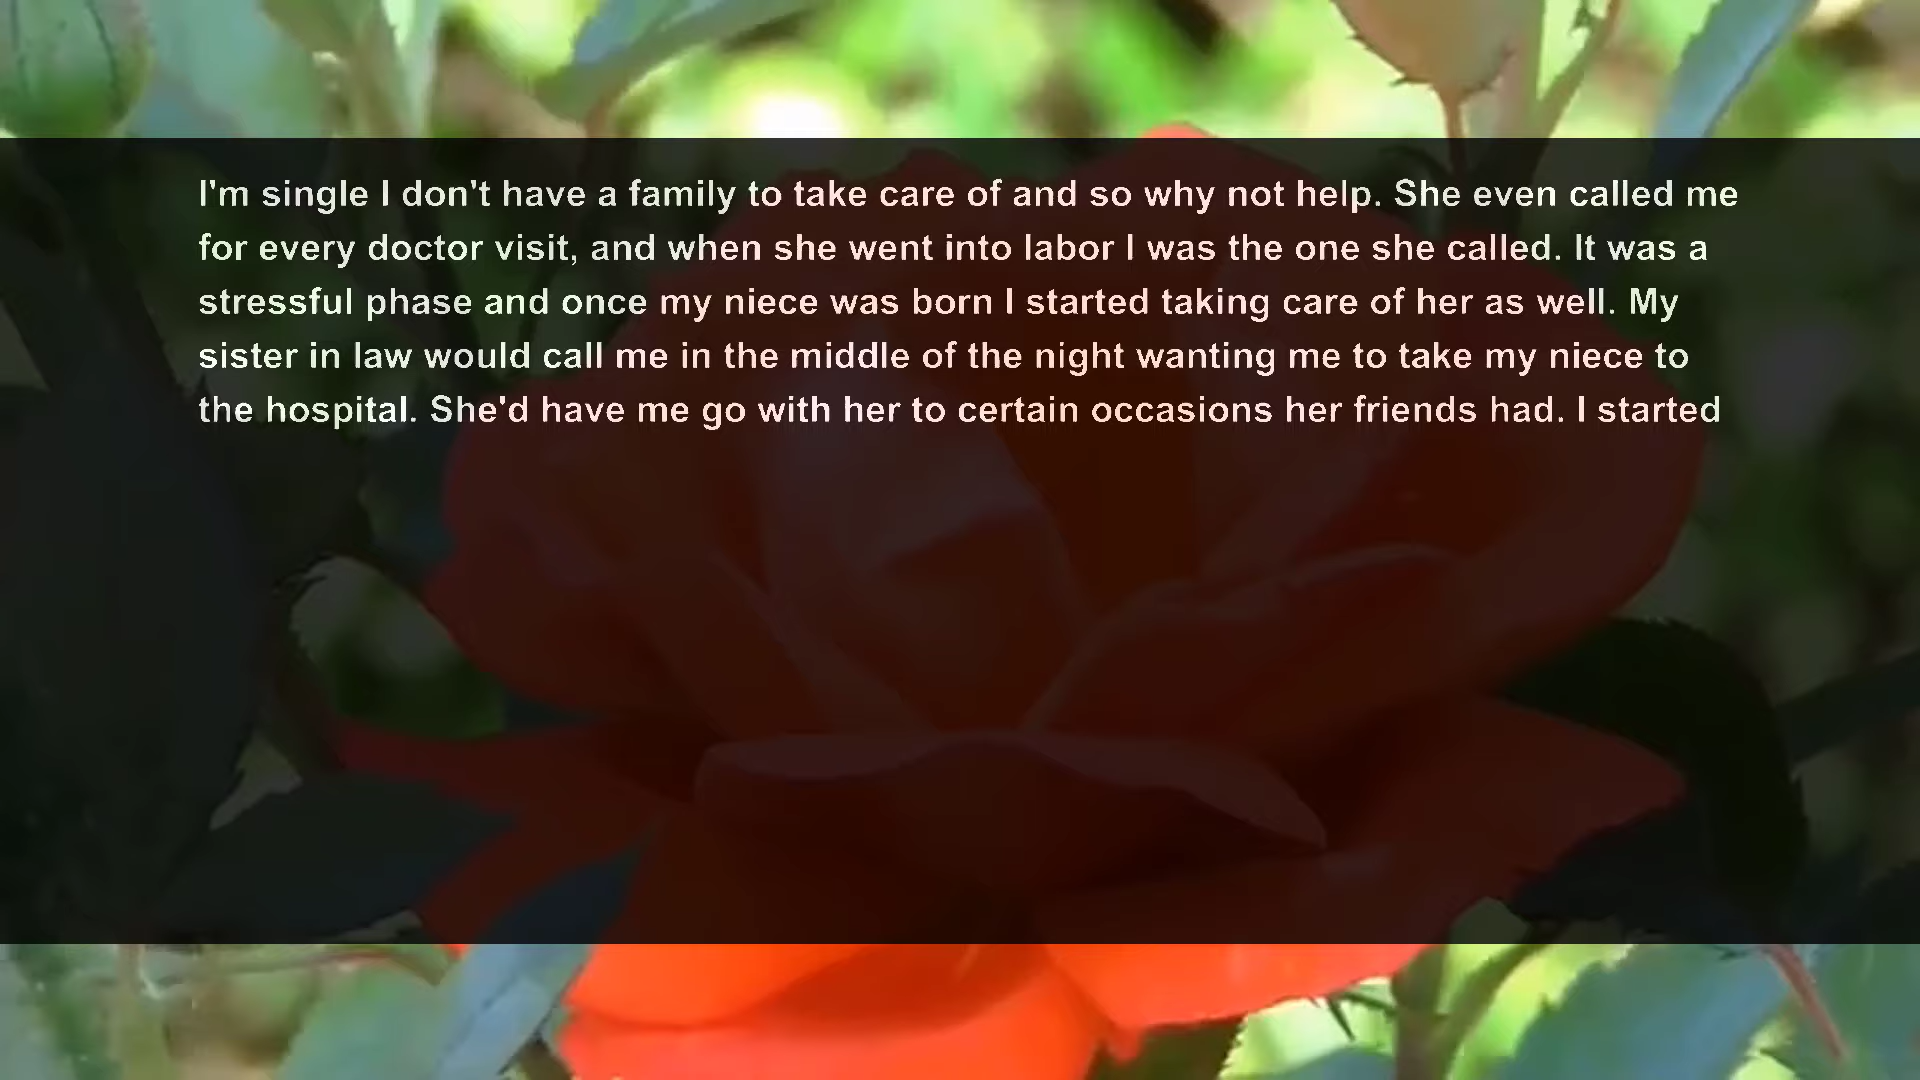 I'm single I don't have a family to take care of and so why not help. She even called me
for every doctor visit, and when she went into labor I was the one she called. It was a
stressful phase and once my niece was born I started taking care of her as well. My
sister in law would call me in the middle of the night wanting me to take my niece to
the hospital. She'd have me go with her to certain occasions her friends had. I started